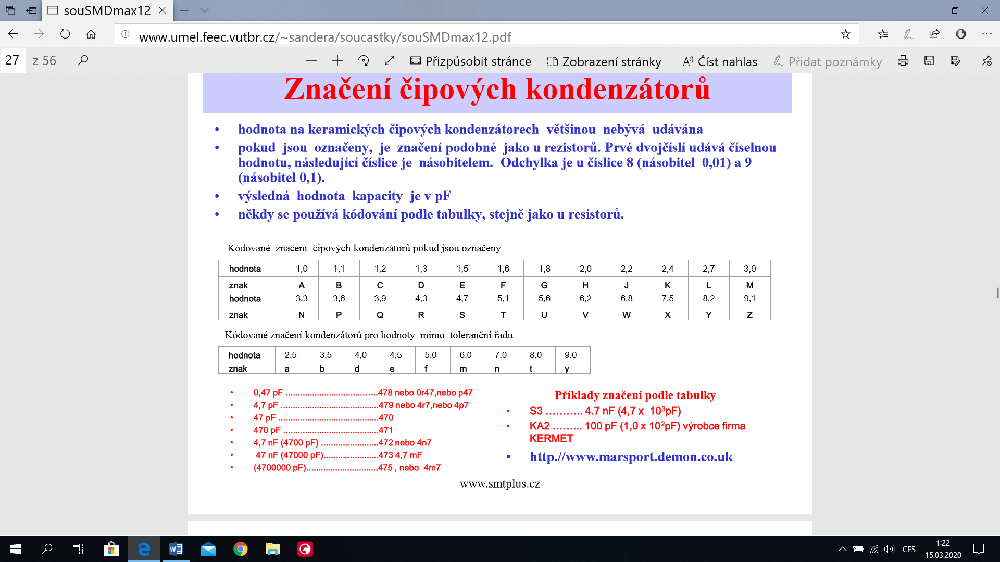 souSMDmax12
www.umel.feec.vutbr.cz/~sandera/soucastky/souSMDmax12.pdf
27 z 56 Přizpůsobit stránce Zobrazení stránky Číst nahlas Přidat poznámky
Značení čipových kondenzátorů
• hodnota na keramických čipových kondenzátorech většinou nebývá udávána
• pokud jsou označeny, je značení podobné jako u rezistorů. Prvé dvojčíslí udává číselnou
hodnotu, následující číslice je násobitelem. Odchylka je u číslice 8 (násobitel 0,01) a 9
(násobitel 0,1).
• výsledná hodnota kapacity je v pF
• někdy se používá kódování podle tabulky, stejně jako u resistorů.
Kódované značení čipových kondenzátorů pokud jsou označeny
hodnota 1,0 1,1 1,2 1,3 1,5 1,6 1,8 2,0 2,2 2,4 2,7 3,0
znak A B C D E F G H J K L M
hodnota 3,3 3,6 3,9 4,3 4,7 5,1 5,6 6,2 6,8 7,5 8,2 9,1
znak N P Q R S T U V W X Y Z
Kódované značení kondenzátorů pro hodnoty mimo toleranční řadu
hodnota 2,5 3,5 4,0 4,5 5,0 6,0 7,0 8,0 9,0
znak a b d e f m n t y
• 0,47 pF ......................................478 nebo 0r47,nebo p47
• 4,7 pF ........................................479 nebo 4r7,nebo 4p7
• 47 pF .........................................470
• 470 pF .......................................471
• 4,7 nF (4700 pF) ........................472 nebo 4n7
• 47 nF (47000 pF).......................473 4,7 mF
• (4700000 pF).............................475 , nebo 4m7
Příklady značení podle tabulky
• S3 ……….. 4.7 nF (4,7 x 10³pF)
• KA2 ……... 100 pF (1,0 x 10²pF) výrobce firma
KERMET
• http.//www.marsport.demon.co.uk
www.smtplus.cz
CES
1:22
15.03.2020